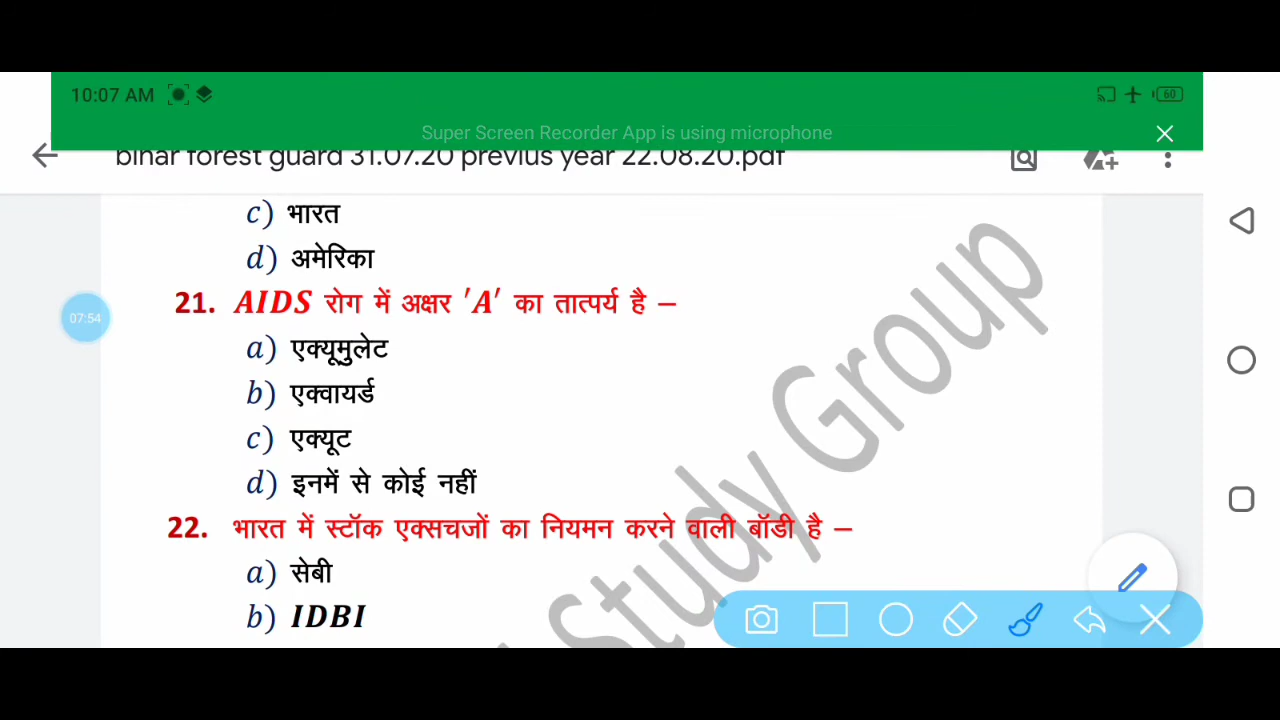 10:07 AM
60
Super Screen Recorder App is using microphone
bihar forest guard 31.07.20 previus year 22.08.20.pdf
c) भारत
d) अमेरिका
07:54
21. AIDS रोग में अक्षर 'A' का तात्पर्य है –
a) एक्यूमुलेट
b) एक्वायर्ड
c) एक्यूट
d) इनमें से कोई नहीं
22. भारत में स्टॉक एक्सचजों का नियमन करने वाली बॉडी है –
a) सेबी
b) IDBI
Study Group